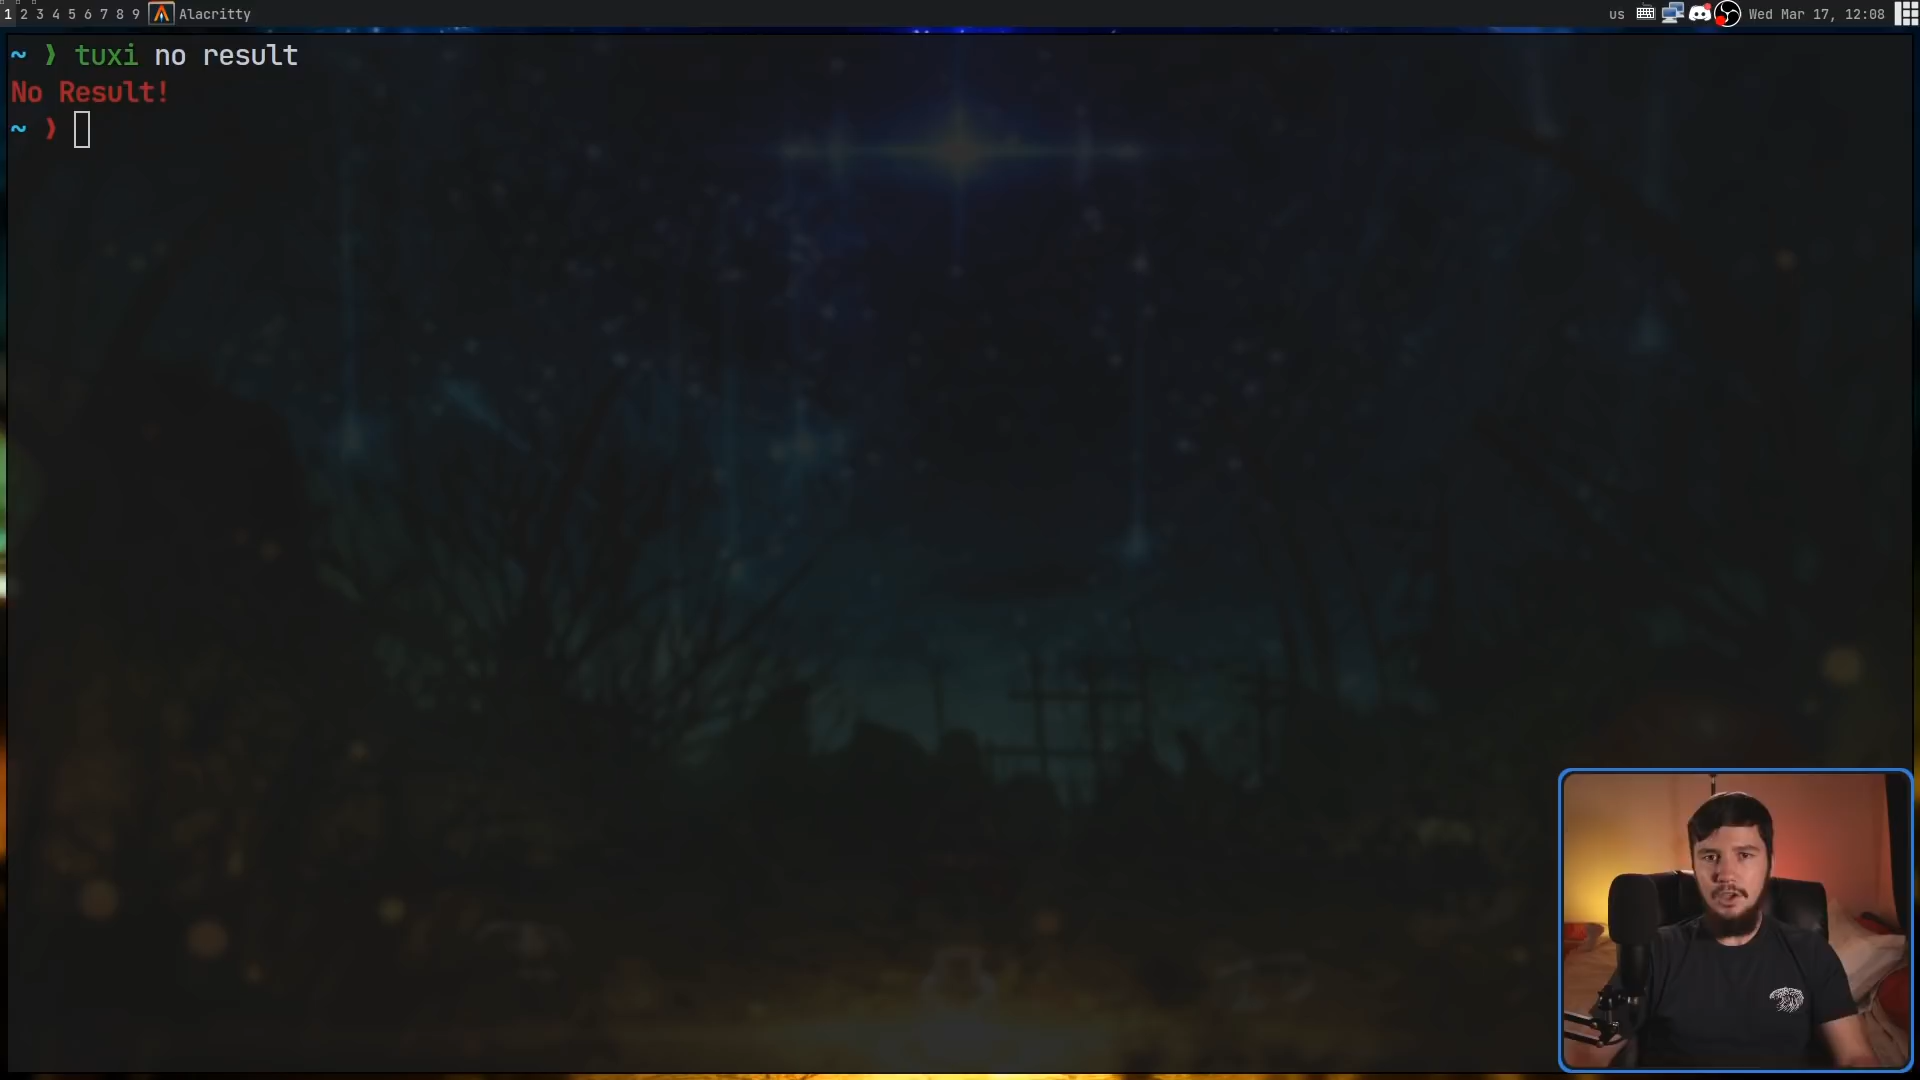 1 2 3 4 5 6 7 8 9 Alacritty us Wed Mar 17, 12:08
~ ❯ tuxi no result
No Result!
~ ❯